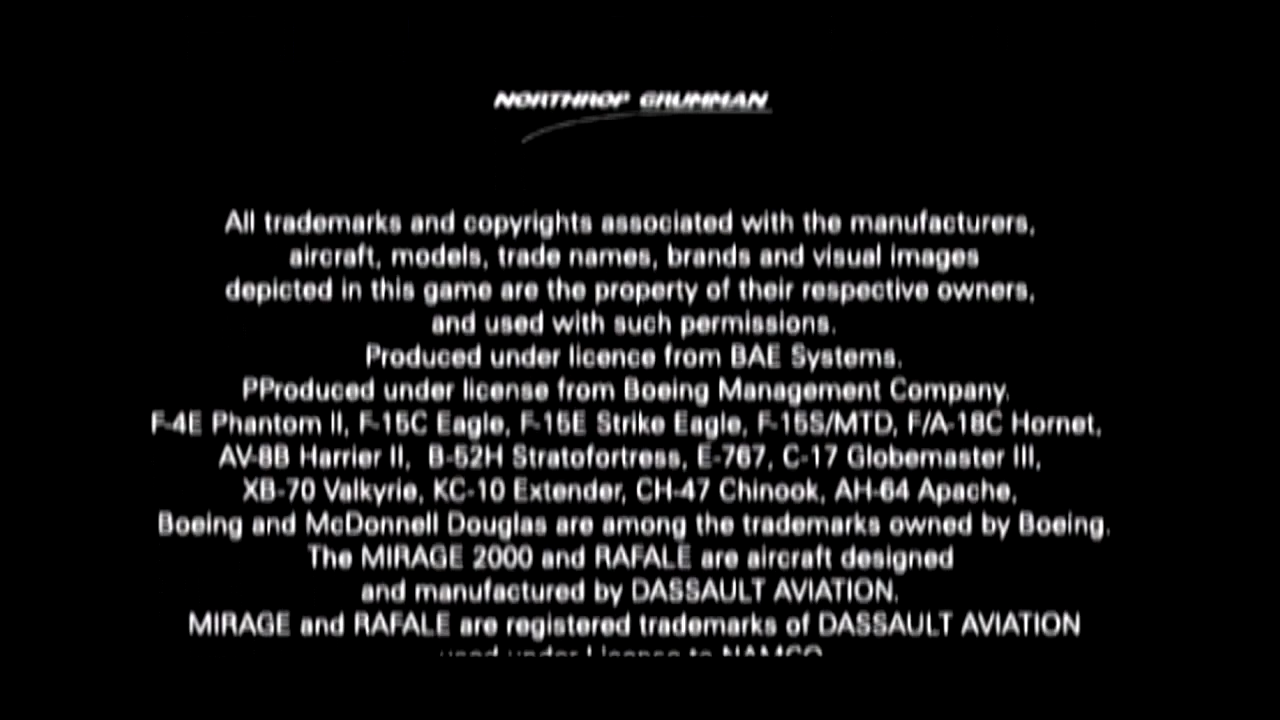 NORTHROP GRUMMAN
All trademarks and copyrights associated with the manufacturers,
aircraft, models, trade names, brands and visual images
depicted in this game are the property of their respective owners,
and used with such permissions.
Produced under licence from BAE Systems.
PProduced under license from Boeing Management Company.
F-4E Phantom II, F-15C Eagle, F-15E Strike Eagle, F-15S/MTD, F/A-18C Hornet,
AV-8B Harrier II, B-52H Stratofortress, E-767, C-17 Globemaster III,
XB-70 Valkyrie, KC-10 Extender, CH-47 Chinook, AH-64 Apache,
Boeing and McDonnell Douglas are among the trademarks owned by Boeing.
The MIRAGE 2000 and RAFALE are aircraft designed
and manufactured by DASSAULT AVIATION.
MIRAGE and RAFALE are registered trademarks of DASSAULT AVIATION
used under License to NAMCO